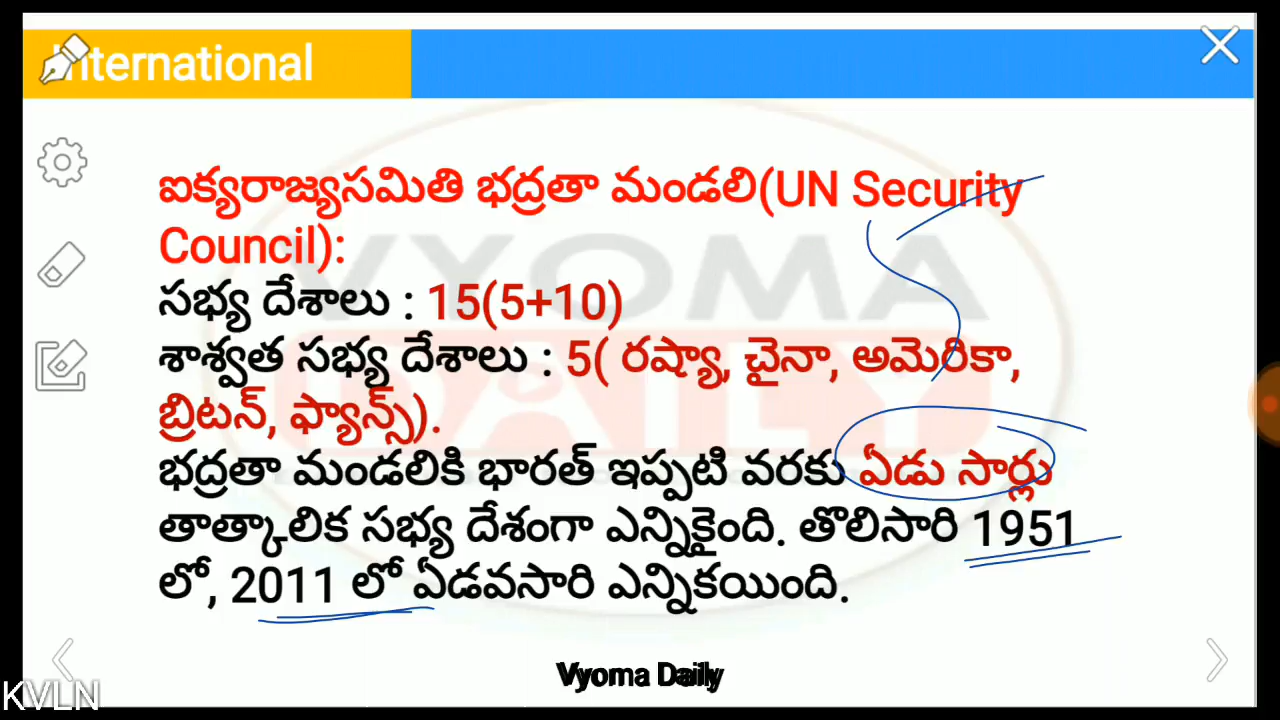 International
ఐక్యరాజ్యసమితి భద్రతా మండలి(UN Security
Council):
సభ్య దేశాలు : 15(5+10)
శాశ్వత సభ్య దేశాలు : 5( రష్యా, చైనా, అమెరికా,
బ్రిటన్, ఫ్యాన్స్).
భద్రతా మండలికి భారత్ ఇప్పటి వరకు ఏడు సార్లు
తాత్కాలిక సభ్య దేశంగా ఎన్నికైంది. తొలిసారి 1951
లో, 2011 లో ఏడవసారి ఎన్నికయింది.
VYOMA
DAILY
Vyoma Daily
KVLN